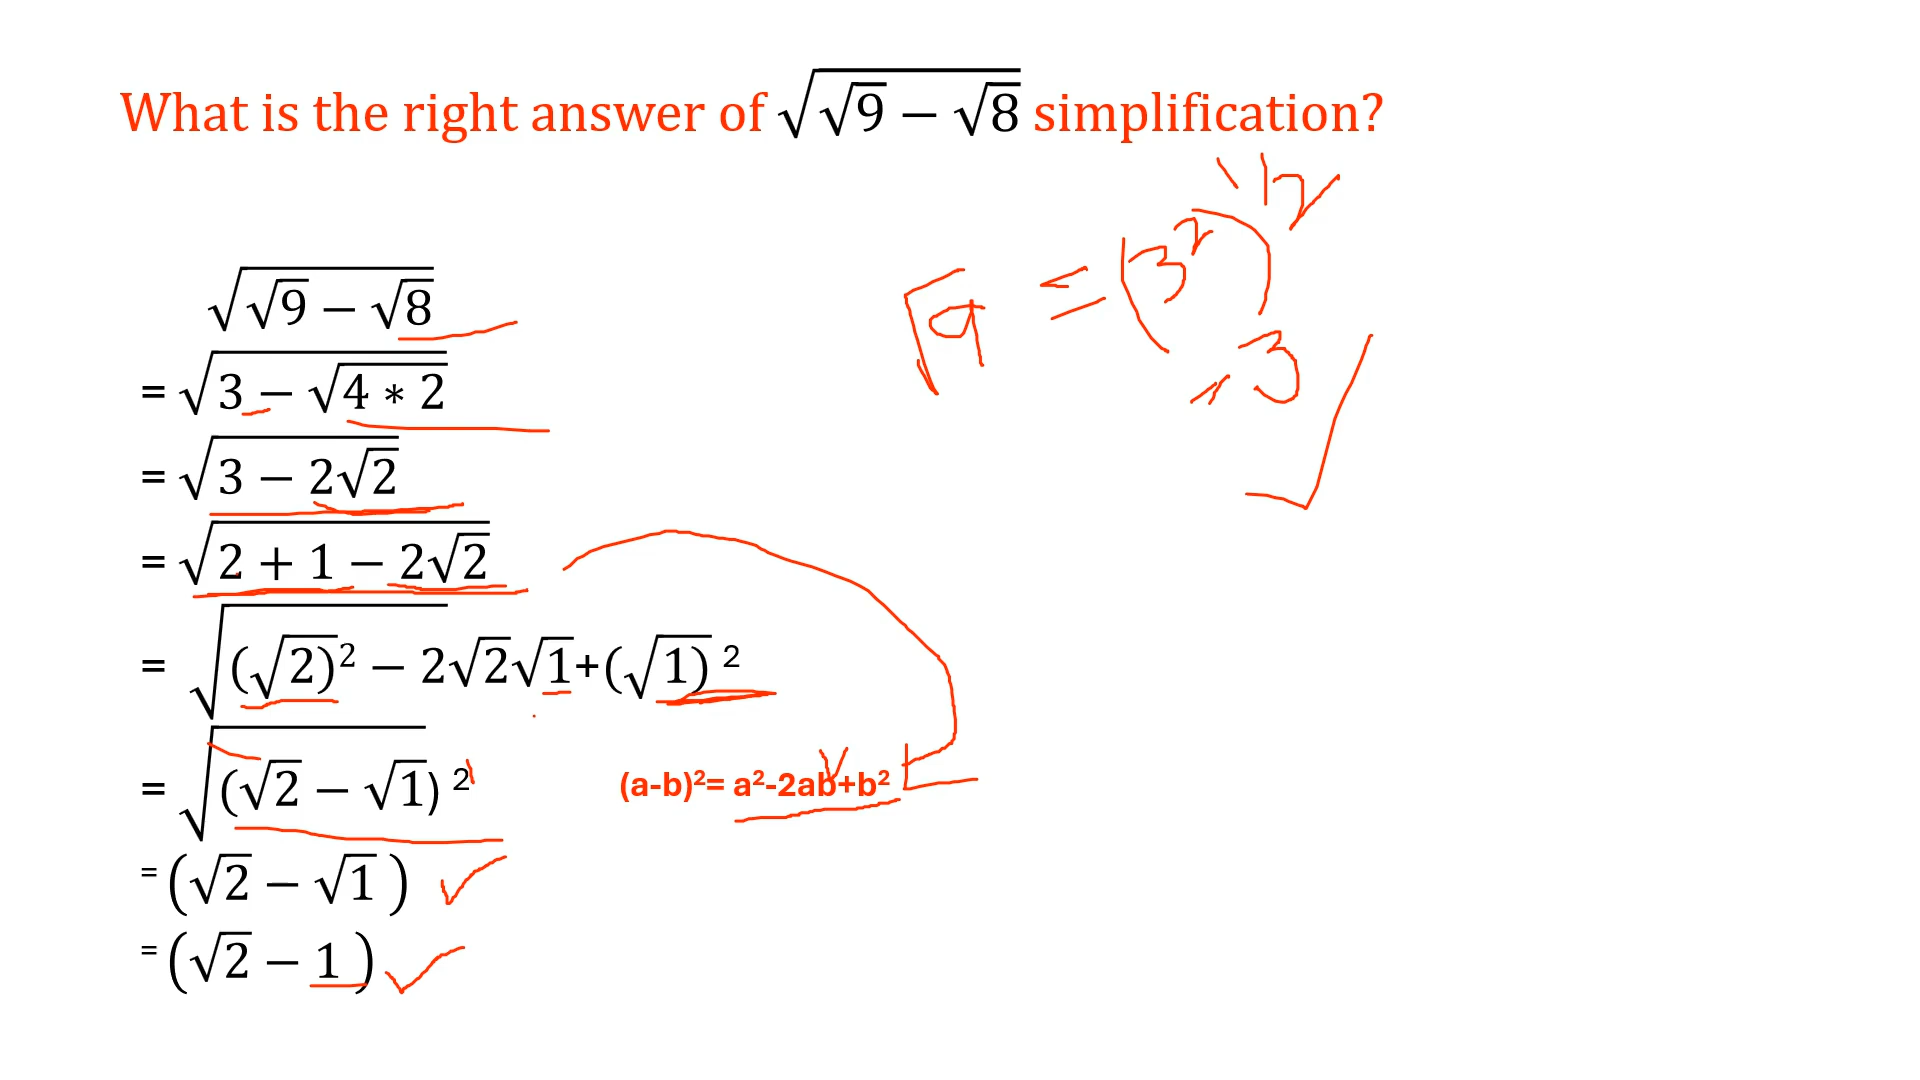 What is the right answer of √(√9 − √8) simplification?
√(√9 − √8)
= √(3 − √(4 ∗ 2))
= √(3 − 2√2)
= √(2 + 1 − 2√2)
= √((√2)² − 2√2√1+(√1) ²)
= √((√2 − √1) ²)
(a-b)²= a²-2ab+b²
= (√2 − √1 )
= (√2 − 1 )
√9 = (3²)
= 3